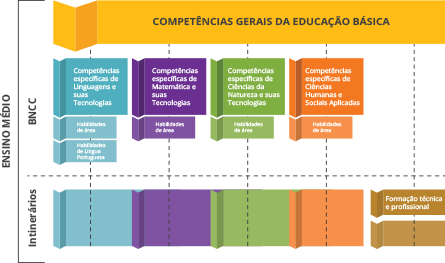 COMPETÊNCIAS GERAIS DA EDUCAÇÃO BÁSICA
ENSINO MÉDIO
BNCC
Competências
específicas de
Linguagens e
suas
Tecnologias
Habilidades
de área
Habilidades
de Língua
Portuguesa
Competências
específicas de
Matemática e
suas
Tecnologias
Habilidades
de área
Competências
específicas de
Ciências da
Natureza e suas
Tecnologias
Habilidades
de área
Competências
específicas de
Ciências
Humanas e
Sociais Aplicadas
Habilidades
de área
Intinerários
Formação técnica
e profissional